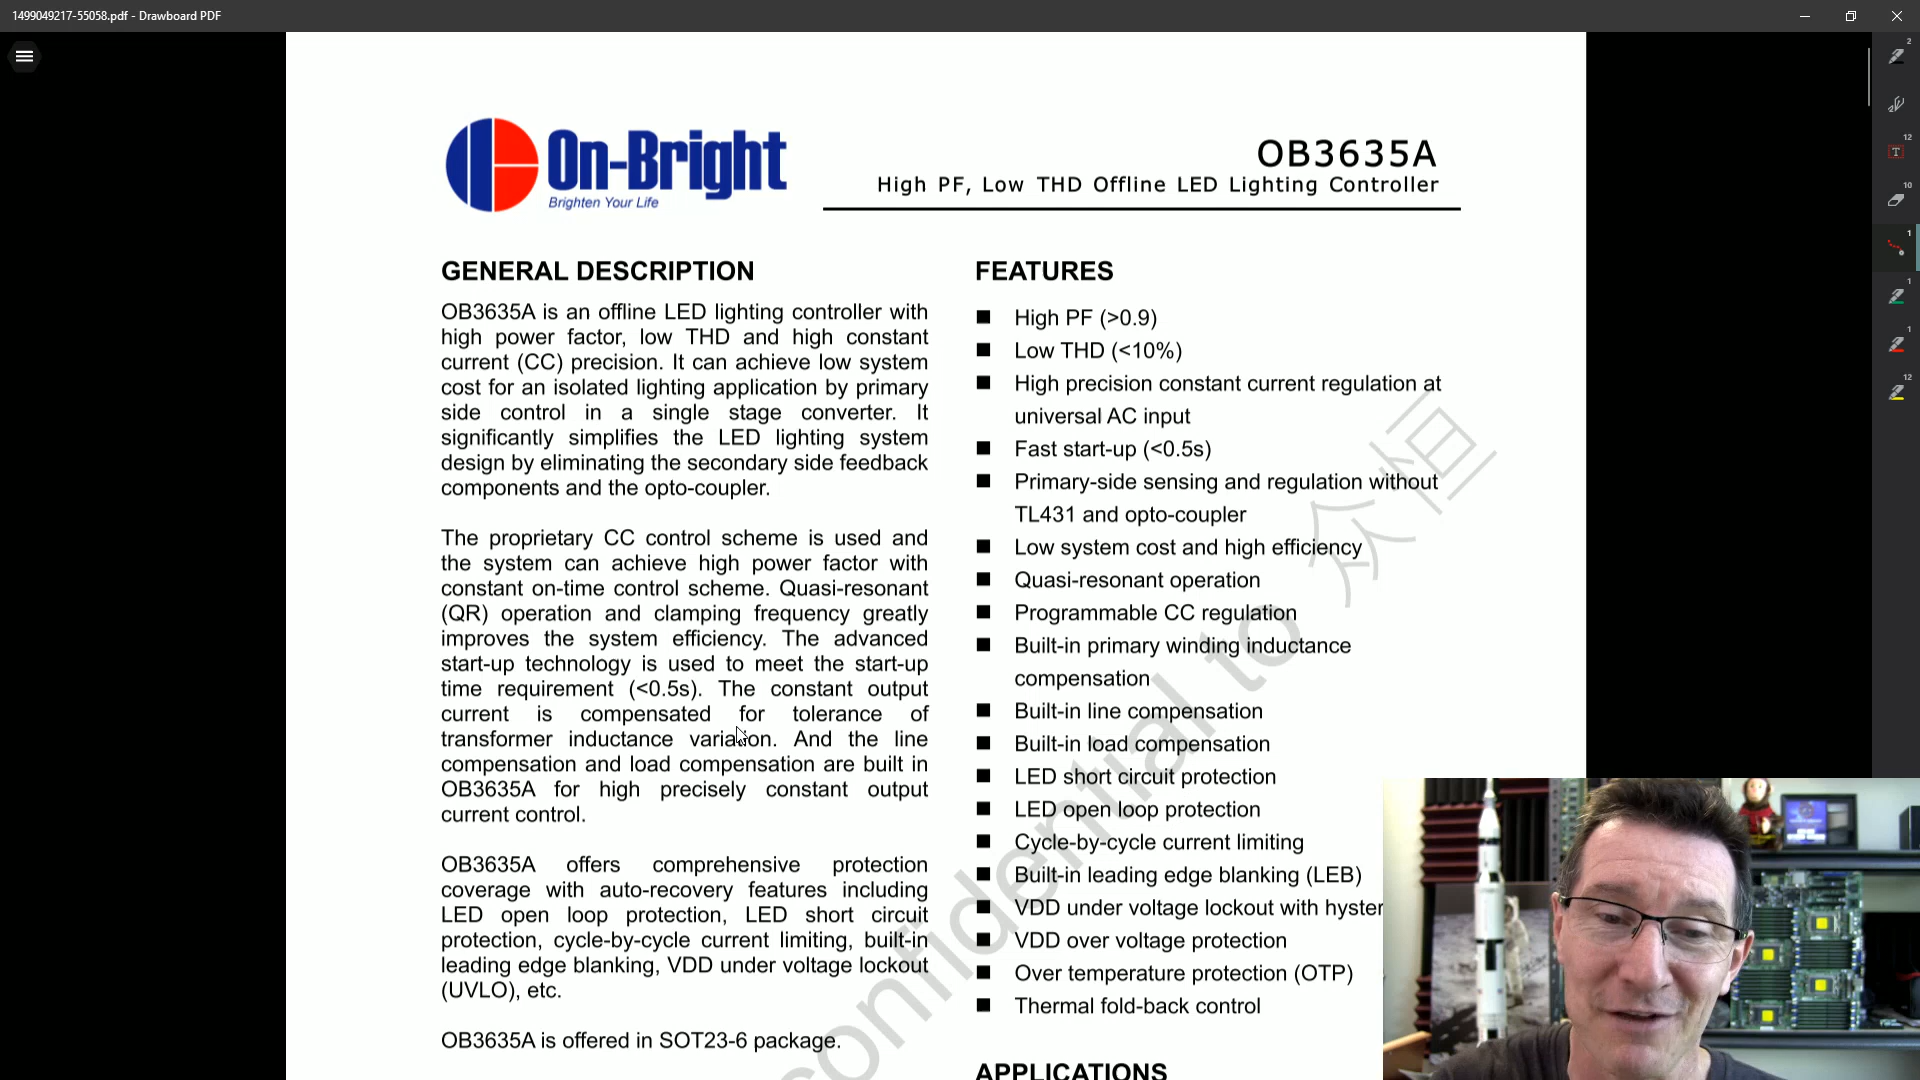 1499049217-55058.pdf - Drawboard PDF
On-Bright
Brighten Your Life
OB3635A
High PF, Low THD Offline LED Lighting Controller
GENERAL DESCRIPTION
OB3635A is an offline LED lighting controller with
high power factor, low THD and high constant
current (CC) precision. It can achieve low system
cost for an isolated lighting application by primary
side control in a single stage converter. It
significantly simplifies the LED lighting system
design by eliminating the secondary side feedback
components and the opto-coupler.
The proprietary CC control scheme is used and
the system can achieve high power factor with
constant on-time control scheme. Quasi-resonant
(QR) operation and clamping frequency greatly
improves the system efficiency. The advanced
start-up technology is used to meet the start-up
time requirement (<0.5s). The constant output
current is compensated for tolerance of
transformer inductance variation. And the line
compensation and load compensation are built in
OB3635A for high precisely constant output
current control.
OB3635A offers comprehensive protection
coverage with auto-recovery features including
LED open loop protection, LED short circuit
protection, cycle-by-cycle current limiting, built-in
leading edge blanking, VDD under voltage lockout
(UVLO), etc.
OB3635A is offered in SOT23-6 package.
FEATURES
■ High PF (>0.9)
■ Low THD (<10%)
■ High precision constant current regulation at
universal AC input
■ Fast start-up (<0.5s)
■ Primary-side sensing and regulation without
TL431 and opto-coupler
■ Low system cost and high efficiency
■ Quasi-resonant operation
■ Programmable CC regulation
■ Built-in primary winding inductance
compensation
■ Built-in line compensation
■ Built-in load compensation
■ LED short circuit protection
■ LED open loop protection
■ Cycle-by-cycle current limiting
■ Built-in leading edge blanking (LEB)
■ VDD under voltage lockout with hyster
■ VDD over voltage protection
■ Over temperature protection (OTP)
■ Thermal fold-back control
APPLICATIONS
onfidential to 众恒
2
12
T
10
1
1
1
12